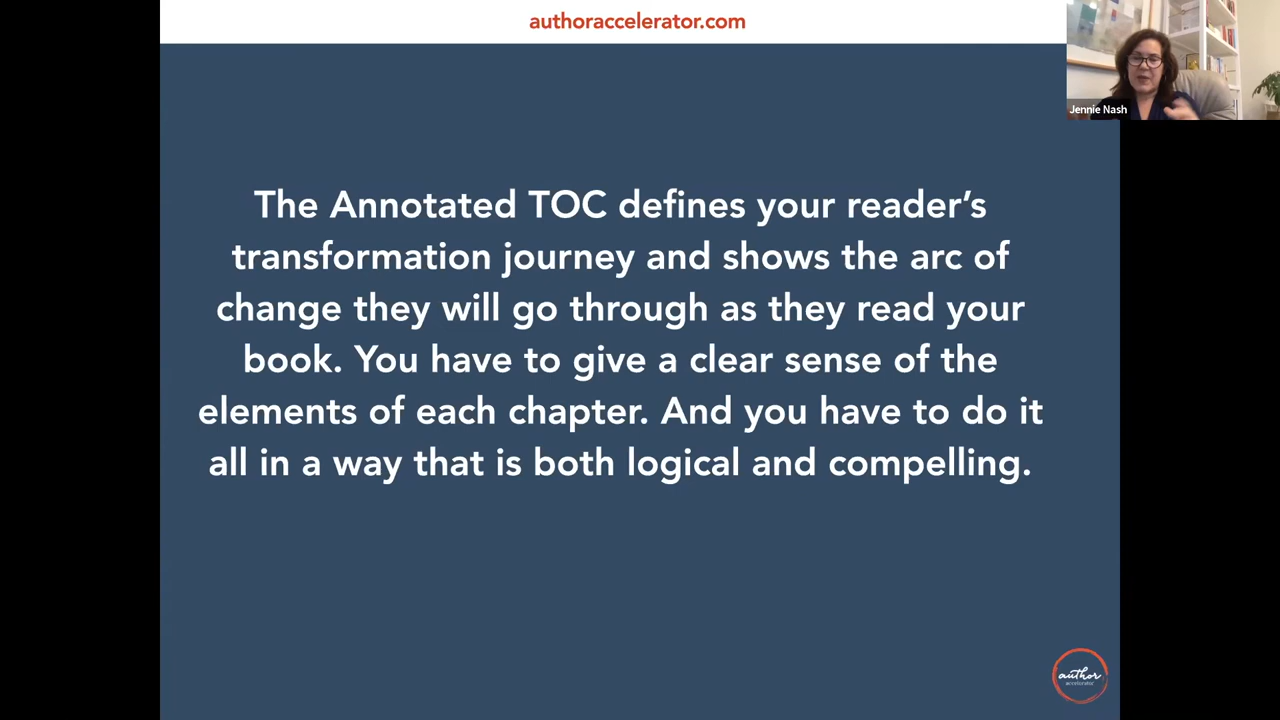 authoraccelerator.com
Jennie Nash
The Annotated TOC defines your reader’s
transformation journey and shows the arc of
change they will go through as they read your
book. You have to give a clear sense of the
elements of each chapter. And you have to do it
all in a way that is both logical and compelling.
author
accelerator